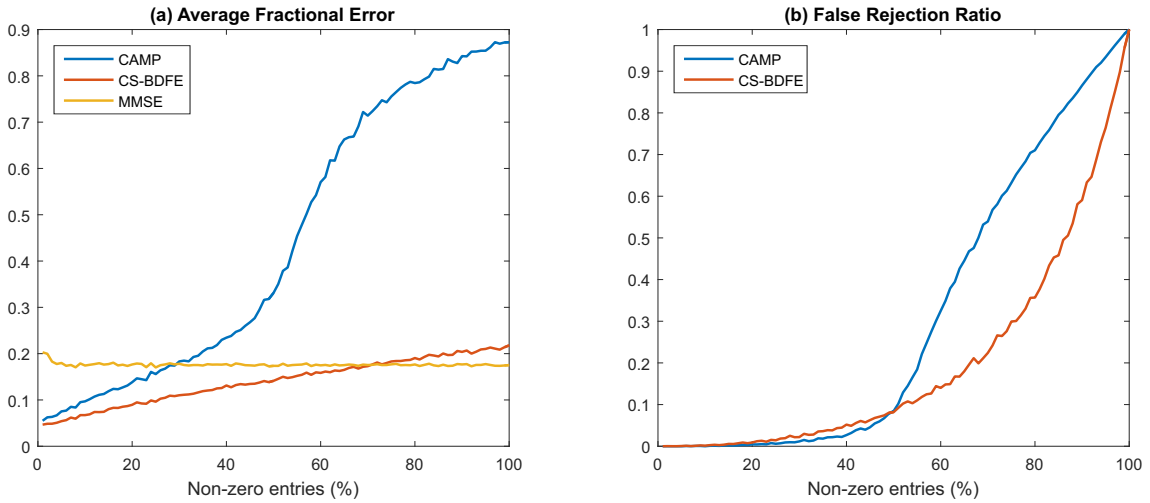 (a) Average Fractional Error
0.9
0.8
0.7
0.6
0.5
0.4
0.3
0.2
0.1
0
CAMP
CS-BDFE
MMSE
0 20 40 60 80 100
Non-zero entries (%)
(b) False Rejection Ratio
1
0.9
0.8
0.7
0.6
0.5
0.4
0.3
0.2
0.1
0
CAMP
CS-BDFE
0 20 40 60 80 100
Non-zero entries (%)